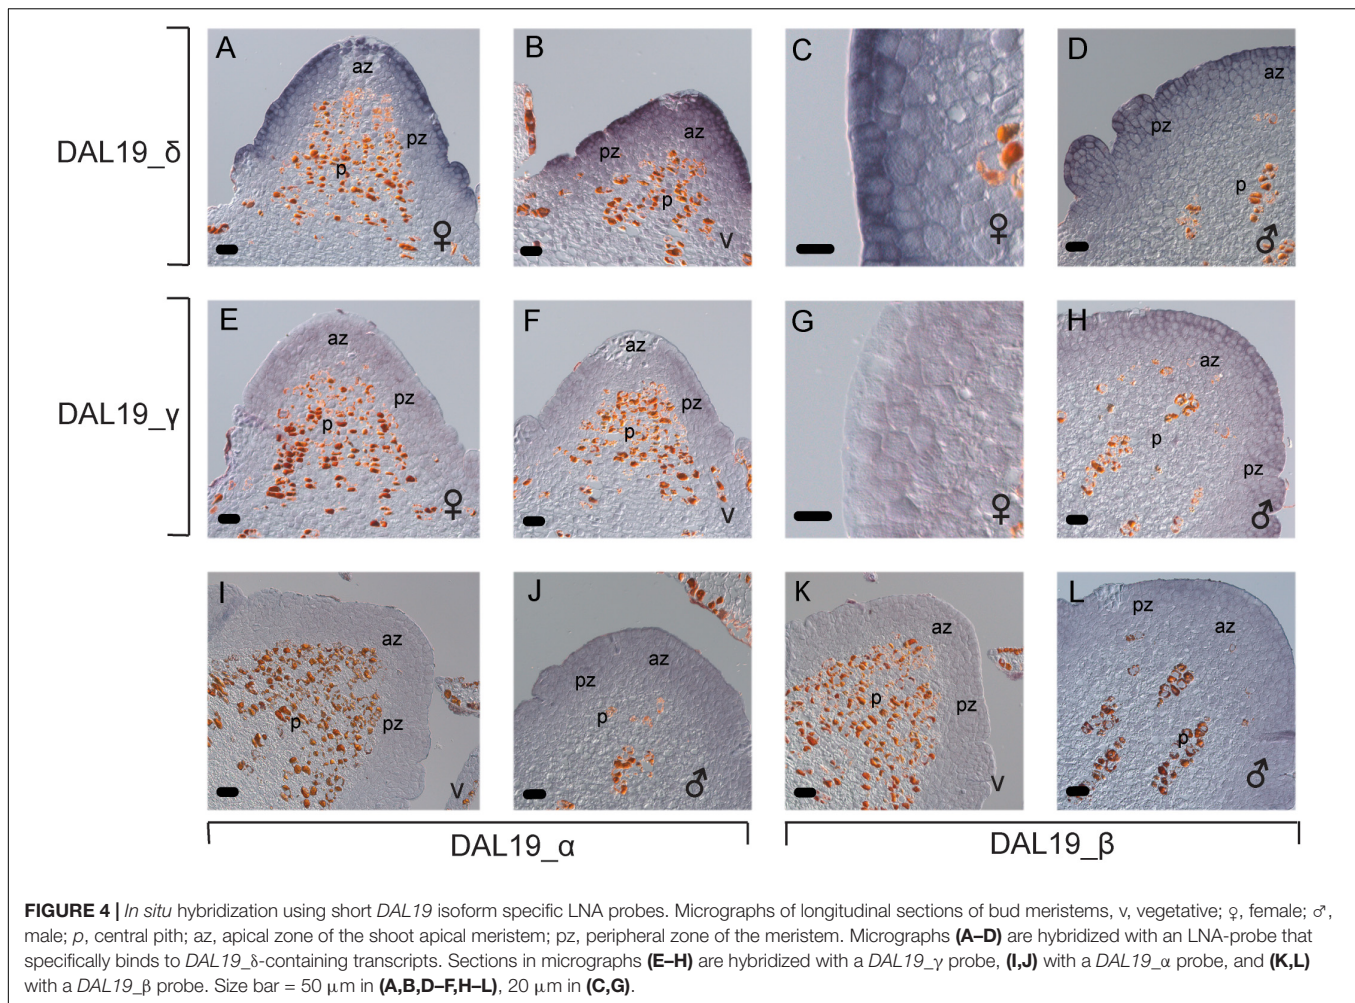 A
az
pz
p
♀
B
az
pz
p
v
C
♀
D
az
pz
p
♂
DAL19_δ
E
az
pz
p
♀
F
az
pz
p
v
G
♀
H
az
p
pz
♂
DAL19_γ
I
az
p
pz
v
J
az
pz
p
♂
K
az
p
pz
v
L
pz
az
p
♂
DAL19_α
DAL19_β
FIGURE 4 | In situ hybridization using short DAL19 isoform specific LNA probes. Micrographs of longitudinal sections of bud meristems, v, vegetative; ♀, female; ♂,
male; p, central pith; az, apical zone of the shoot apical meristem; pz, peripheral zone of the meristem. Micrographs (A–D) are hybridized with an LNA-probe that
specifically binds to DAL19_δ-containing transcripts. Sections in micrographs (E–H) are hybridized with a DAL19_γ probe, (I,J) with a DAL19_α probe, and (K,L)
with a DAL19_β probe. Size bar = 50 μm in (A,B,D–F,H–L), 20 μm in (C,G).